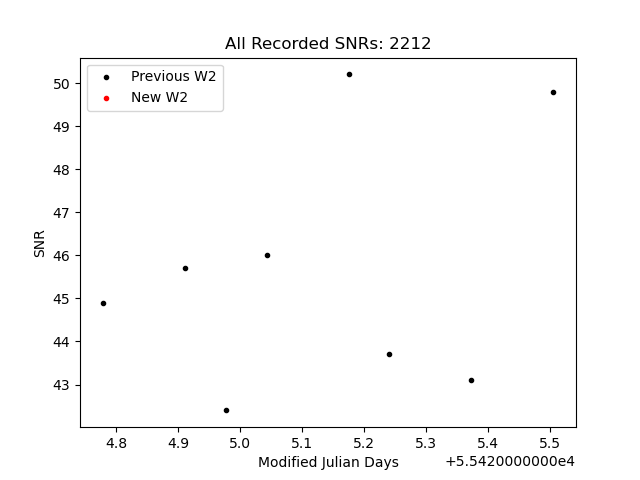 All Recorded SNRs: 2212
Previous W2
New W2
50
49
48
47
46
45
44
43
SNR
4.8 4.9 5.0 5.1 5.2 5.3 5.4 5.5
Modified Julian Days
+5.5420000000e4